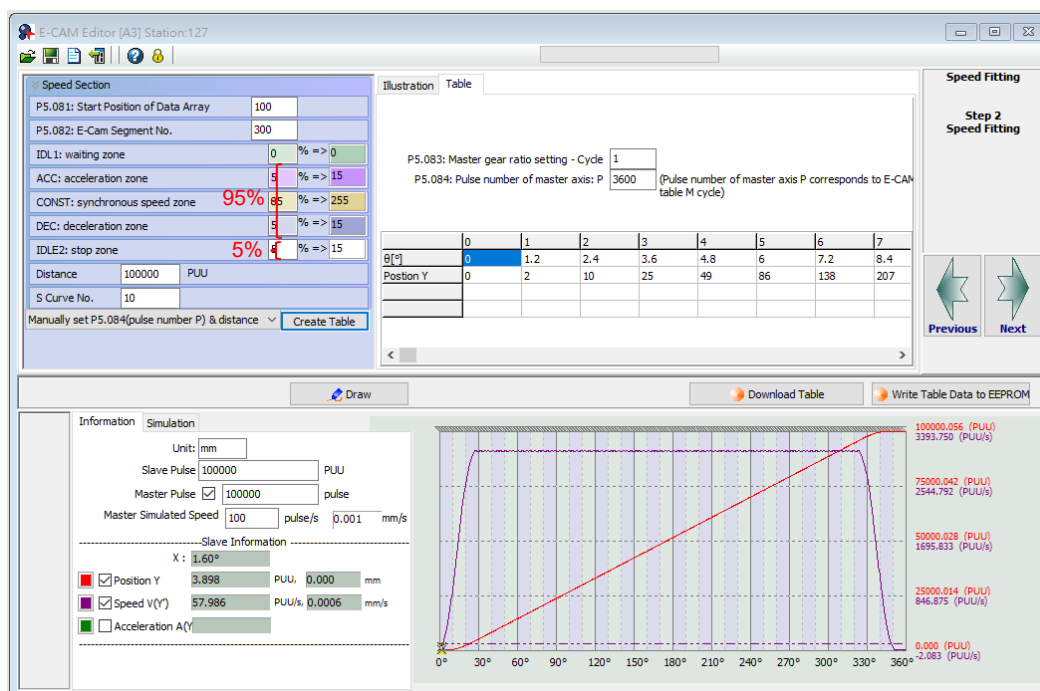 E-CAM Editor [A3] Station:127
Speed Section
P5.081: Start Position of Data Array 100
P5.082: E-Cam Segment No. 300
IDL1: waiting zone 0 % => 0
ACC: acceleration zone 5 % => 15
CONST: synchronous speed zone 95% 85 % => 255
DEC: deceleration zone 5 % => 15
IDLE2: stop zone 5% % => 15
Distance 100000 PUU
S Curve No. 10
Manually set P5.084(pulse number P) & distance Create Table
Illustration Table
P5.083: Master gear ratio setting - Cycle 1
P5.084: Pulse number of master axis: P 3600 (Pulse number of master axis P corresponds to E-CAM
table M cycle)
0 1 2 3 4 5 6 7
θ[°] 0 1.2 2.4 3.6 4.8 6 7.2 8.4
Postion Y 0 2 10 25 49 86 138 207
Speed Fitting
Step 2
Speed Fitting
Previous Next
Draw Download Table Write Table Data to EEPROM
Information Simulation
Unit: mm
Slave Pulse 100000 PUU
Master Pulse 100000 pulse
Master Simulated Speed 100 pulse/s 0.001 mm/s
Slave Information
X : 1.60°
Position Y 3.898 PUU, 0.000 mm
Speed V(Y') 57.986 PUU/s, 0.0006 mm/s
Acceleration A(Y
100000.056 (PUU)
3393.750 (PUU/s)
75000.042 (PUU)
2544.792 (PUU/s)
50000.028 (PUU)
1695.833 (PUU/s)
25000.014 (PUU)
846.875 (PUU/s)
0.000 (PUU)
-2.083 (PUU/s)
0° 30° 60° 90° 120° 150° 180° 210° 240° 270° 300° 330° 360°